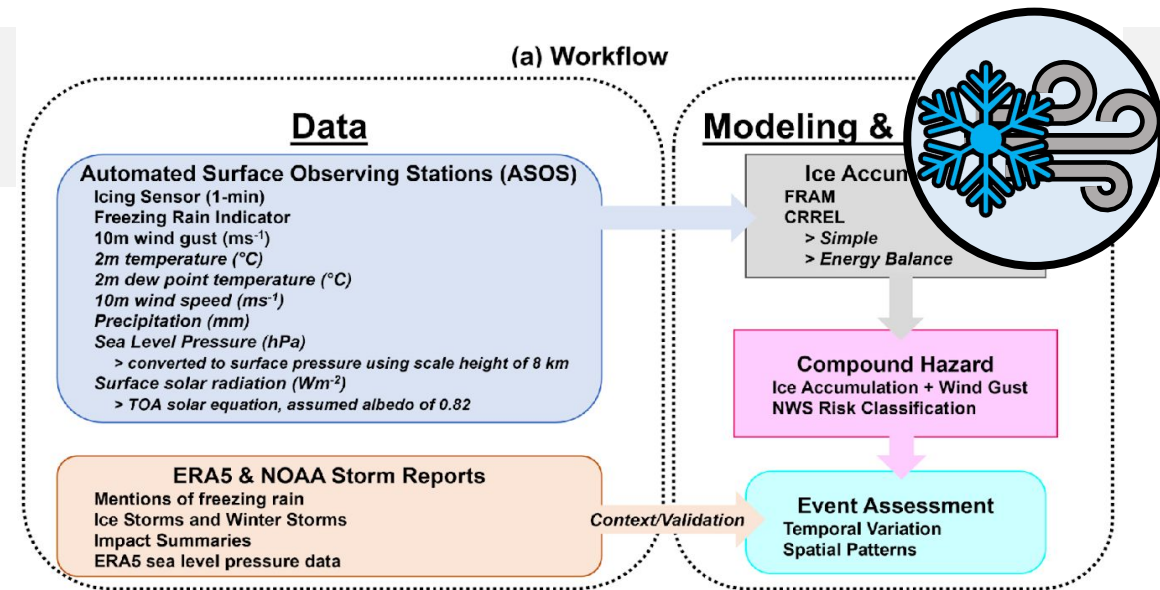 (a) Workflow
Data
Automated Surface Observing Stations (ASOS)
Icing Sensor (1-min)
Freezing Rain Indicator
10m wind gust (ms⁻¹)
2m temperature (°C)
2m dew point temperature (°C)
10m wind speed (ms⁻¹)
Precipitation (mm)
Sea Level Pressure (hPa)
> converted to surface pressure using scale height of 8 km
Surface solar radiation (Wm⁻²)
> TOA solar equation, assumed albedo of 0.82
ERA5 & NOAA Storm Reports
Mentions of freezing rain
Ice Storms and Winter Storms
Impact Summaries
ERA5 sea level pressure data
Context/Validation
Modeling &
Ice Accum
FRAM
CRREL
> Simple
> Energy Balance
Compound Hazard
Ice Accumulation + Wind Gust
NWS Risk Classification
Event Assessment
Temporal Variation
Spatial Patterns